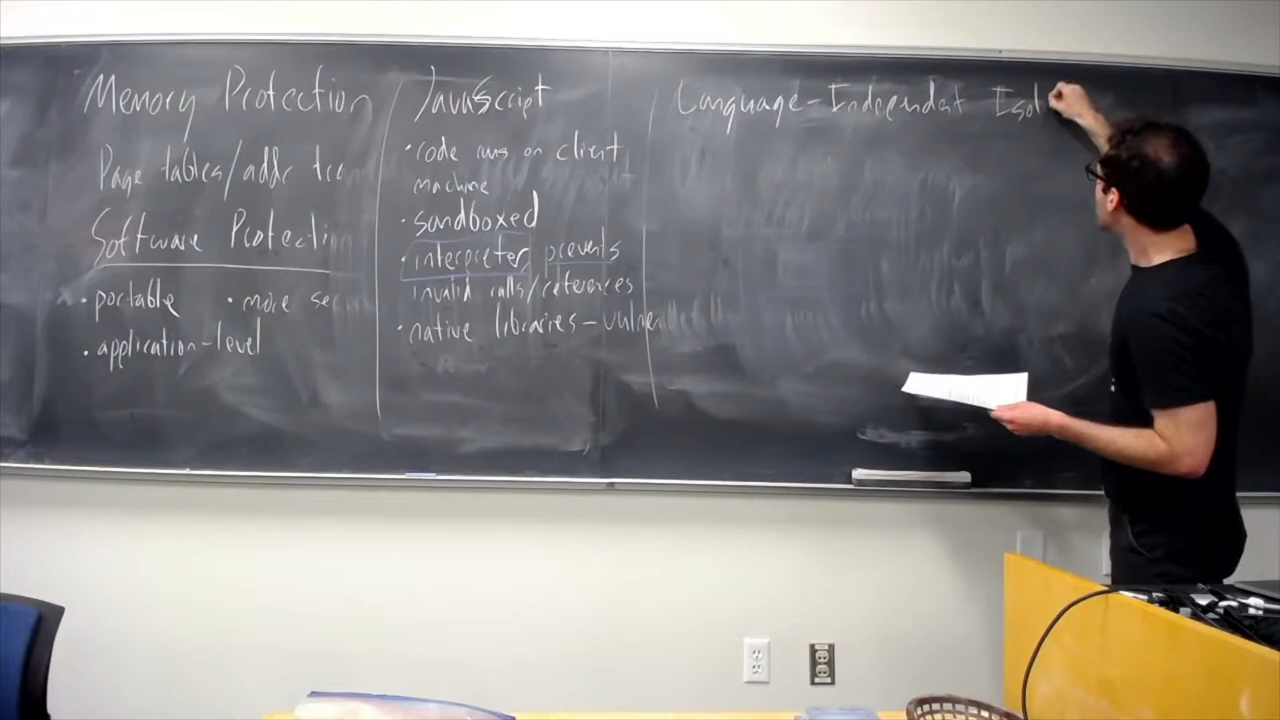 Memory Protection
Page tables/addr tra
Software Protecti
• portable • more se
• application-level
JavaScript
• code runs on client
machine
• sandboxed
• interpreter prevents
invalid calls/references
• native libraries - vulner
Language-Independent Isol